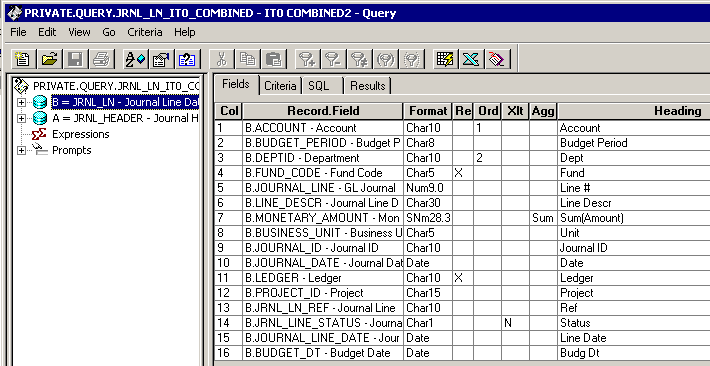 PRIVATE.QUERY.JRNL_LN_ITO_COMBINED - ITO COMBINED2 - Query
File Edit View Go Criteria Help
PRIVATE.QUERY.JRNL_LN_ITO_CO
B = JRNL_LN - Journal Line Dat
A = JRNL_HEADER - Journal H
Expressions
Prompts
Fields Criteria SQL Results
Col Record.Field Format Re Ord Xlt Agg Heading
1 B.ACCOUNT - Account Char10 1 Account
2 B.BUDGET_PERIOD - Budget P Char8 Budget Period
3 B.DEPTID - Department Char10 2 Dept
4 B.FUND_CODE - Fund Code Char5 X Fund
5 B.JOURNAL_LINE - GL Journal Num9.0 Line #
6 B.LINE_DESCR - Journal Line D Char30 Line Descr
7 B.MONETARY_AMOUNT - Mon SNm28.3 Sum Sum(Amount)
8 B.BUSINESS_UNIT - Business U Char5 Unit
9 B.JOURNAL_ID - Journal ID Char10 Journal ID
10 B.JOURNAL_DATE - Journal Dat Date Date
11 B.LEDGER - Ledger Char10 X Ledger
12 B.PROJECT_ID - Project Char15 Project
13 B.JRNL_LN_REF - Journal Line Char10 Ref
14 B.JRNL_LINE_STATUS - Journa Char1 N Status
15 B.JOURNAL_LINE_DATE - Jour Date Line Date
16 B.BUDGET_DT - Budget Date Date Budg Dt